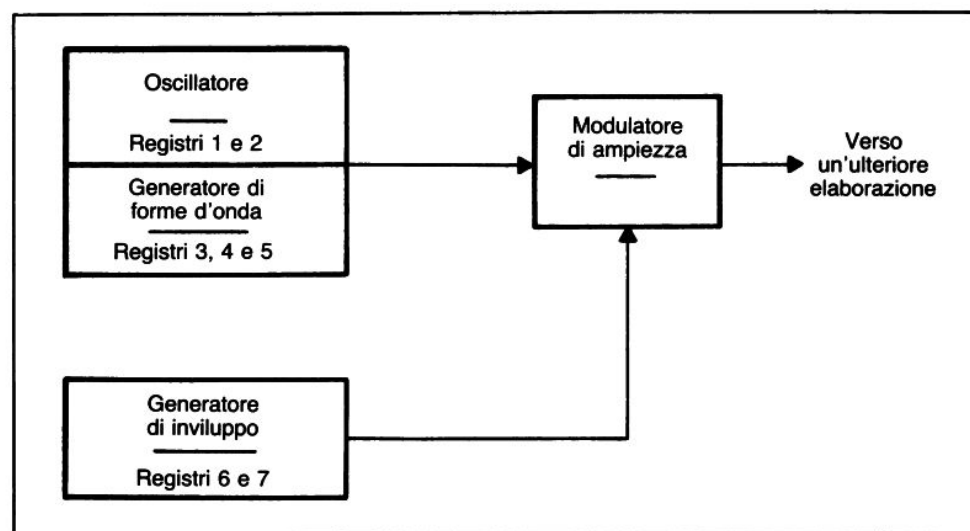 Oscillatore
Registri 1 e 2
Generatore di
forme d'onda
Registri 3, 4 e 5
Modulatore
di ampiezza
Verso
un'ulteriore
elaborazione
Generatore
di inviluppo
Registri 6 e 7